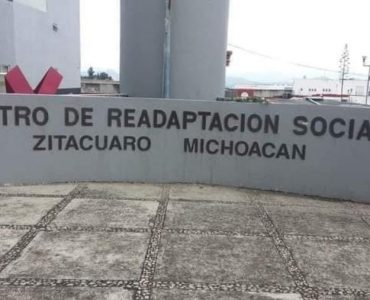 TRO DE READAPTACION SOCIA
ZITACUARO MICHOACAN